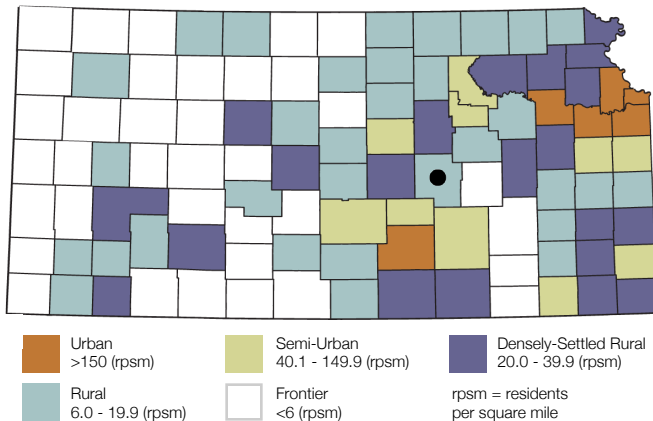 Urban
>150 (rpsm)
Semi-Urban
40.1 - 149.9 (rpsm)
Densely-Settled Rural
20.0 - 39.9 (rpsm)
Rural
6.0 - 19.9 (rpsm)
Frontier
<6 (rpsm)
rpsm = residents
per square mile